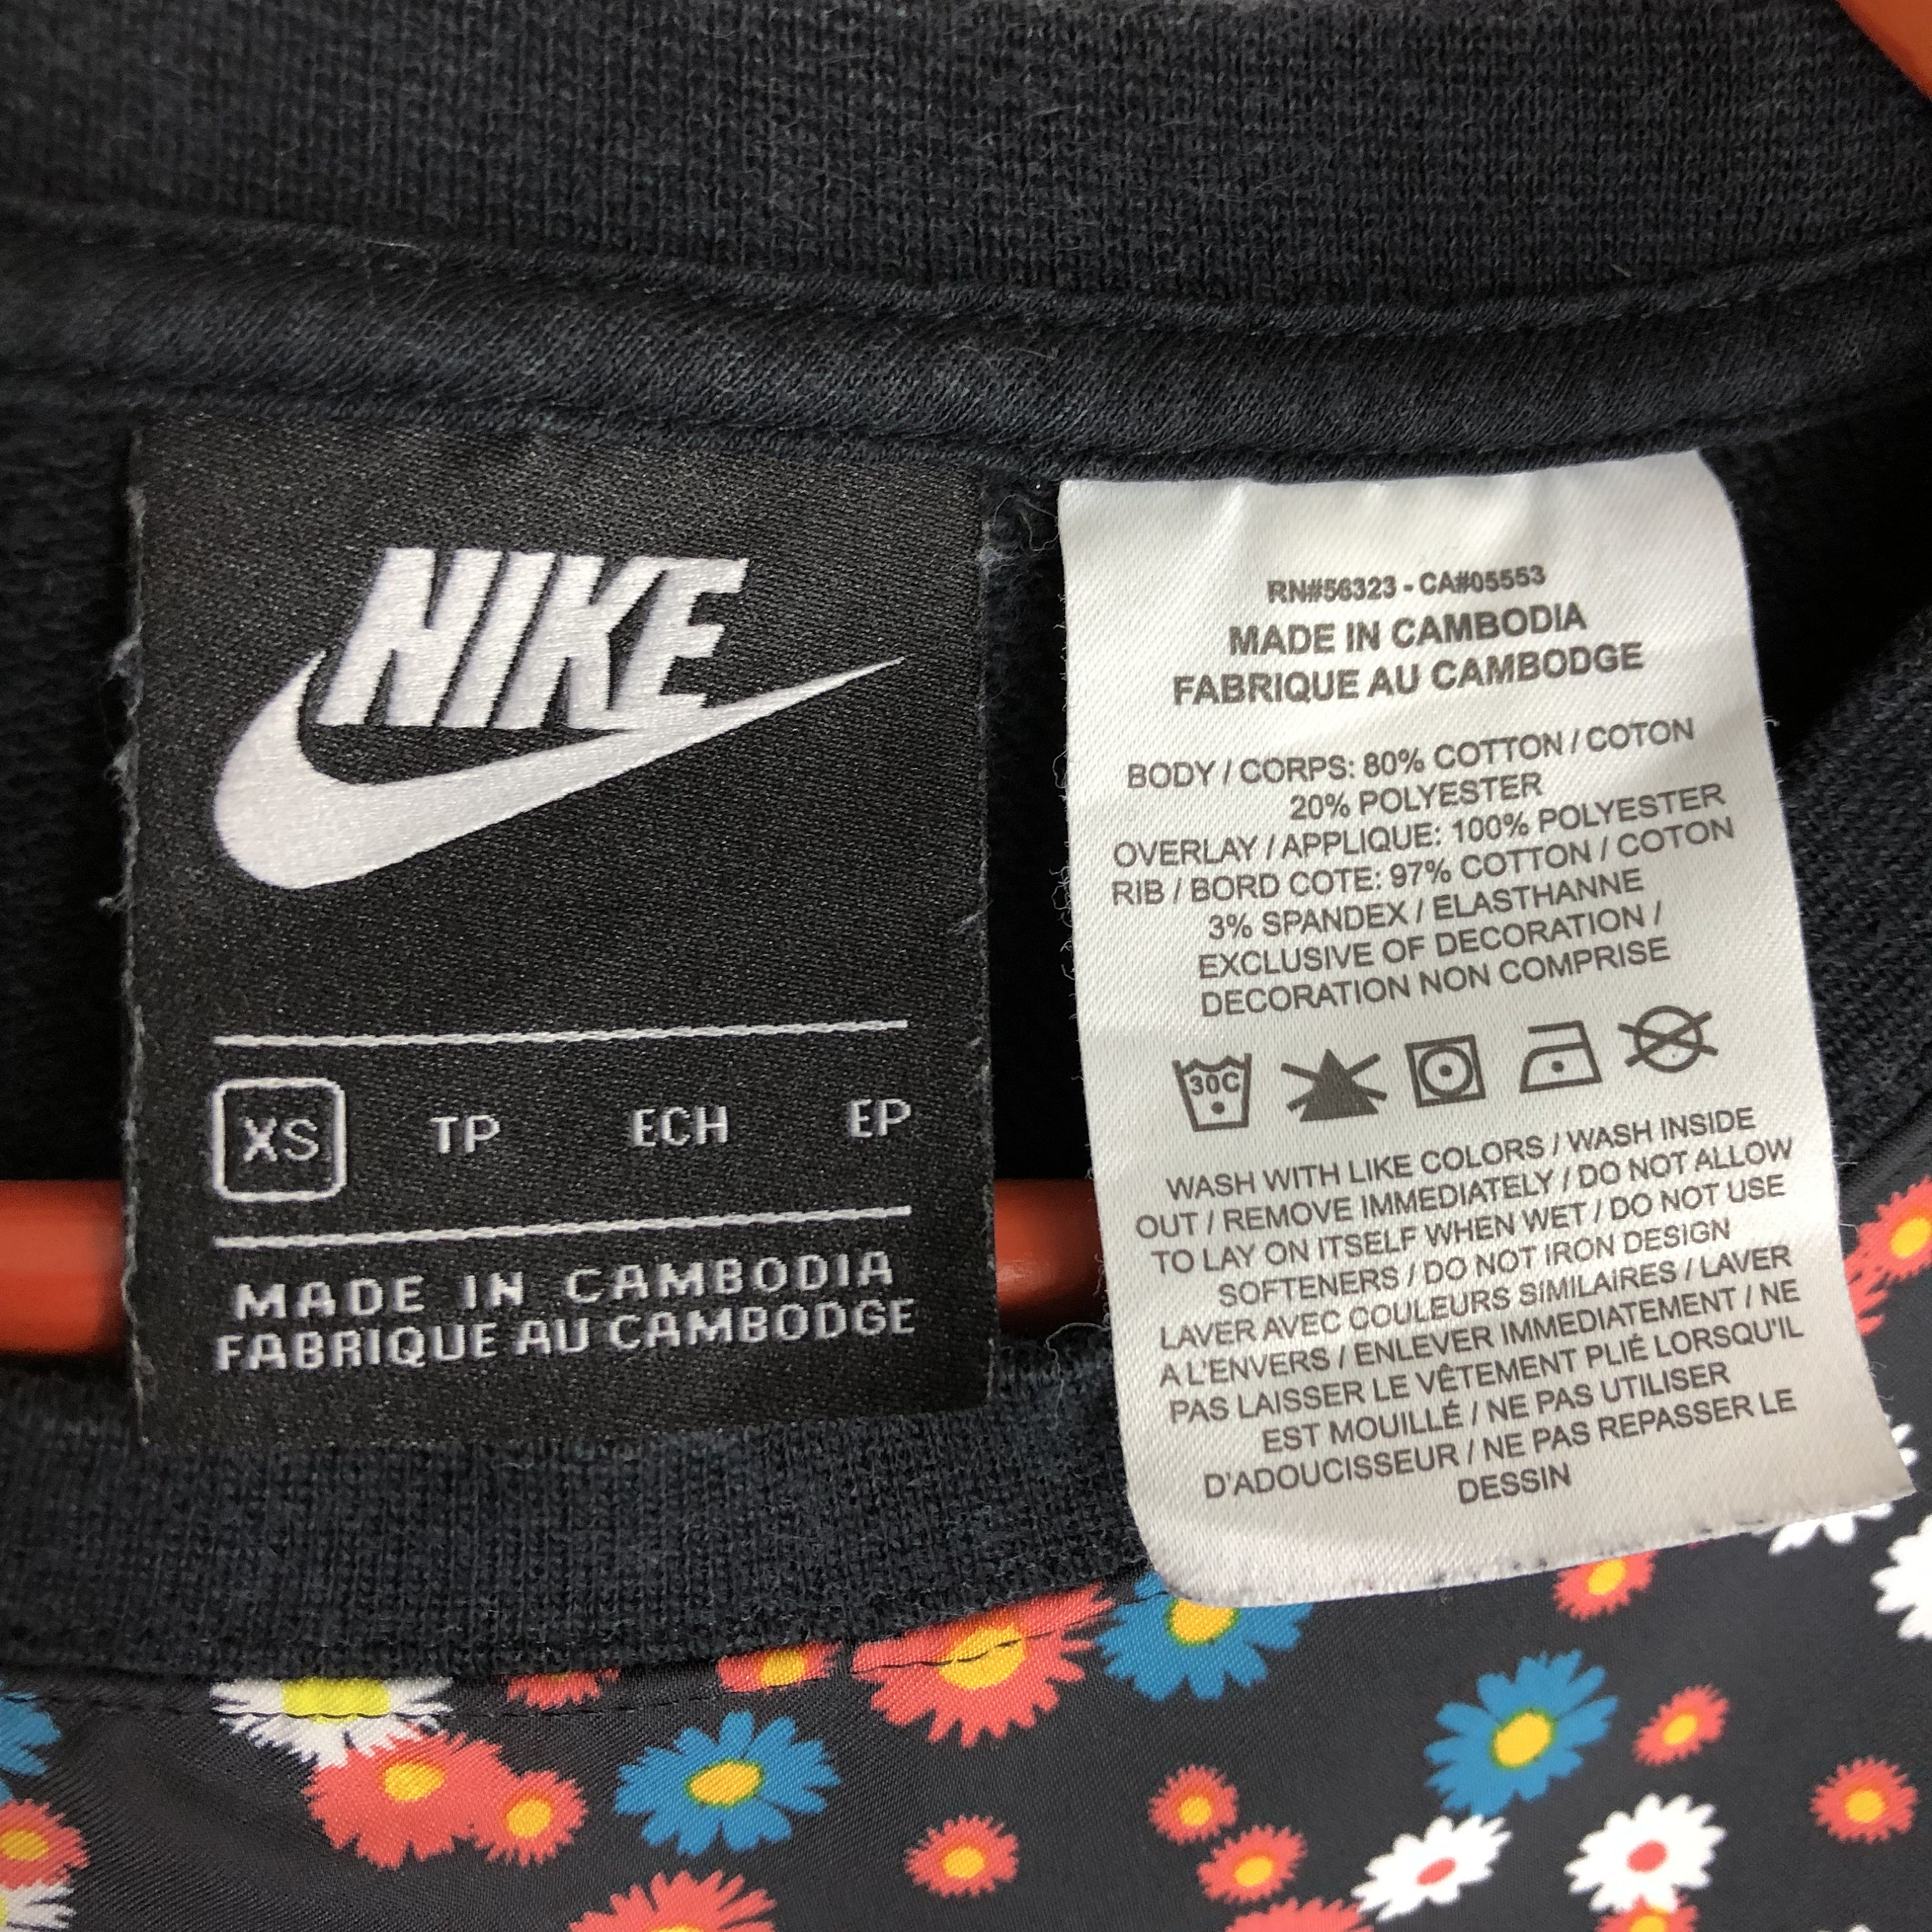 NIKE
XS TP ECH EP
MADE IN CAMBODIA
FABRIQUE AU CAMBODGE
RN#56323 - CA#05553
MADE IN CAMBODIA
FABRIQUE AU CAMBODGE
BODY / CORPS: 80% COTTON / COTON
20% POLYESTER
OVERLAY / APPLIQUE: 100% POLYESTER
RIB / BORD COTE: 97% COTTON / COTON
3% SPANDEX / ELASTHANNE
EXCLUSIVE OF DECORATION /
DECORATION NON COMPRISE
30C
WASH WITH LIKE COLORS / WASH INSIDE
OUT / REMOVE IMMEDIATELY / DO NOT ALLOW
TO LAY ON ITSELF WHEN WET / DO NOT USE
SOFTENERS / DO NOT IRON DESIGN
LAVER AVEC COULEURS SIMILAIRES / LAVER
A L'ENVERS / ENLEVER IMMEDIATEMENT / NE
PAS LAISSER LE VÊTEMENT PLIÉ LORSQU'IL
EST MOUILLÉ / NE PAS UTILISER
D'ADOUCISSEUR / NE PAS REPASSER LE
DESSIN